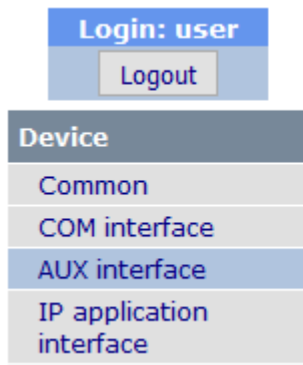 Login: user
Logout
Device
Common
COM interface
AUX interface
IP application
interface